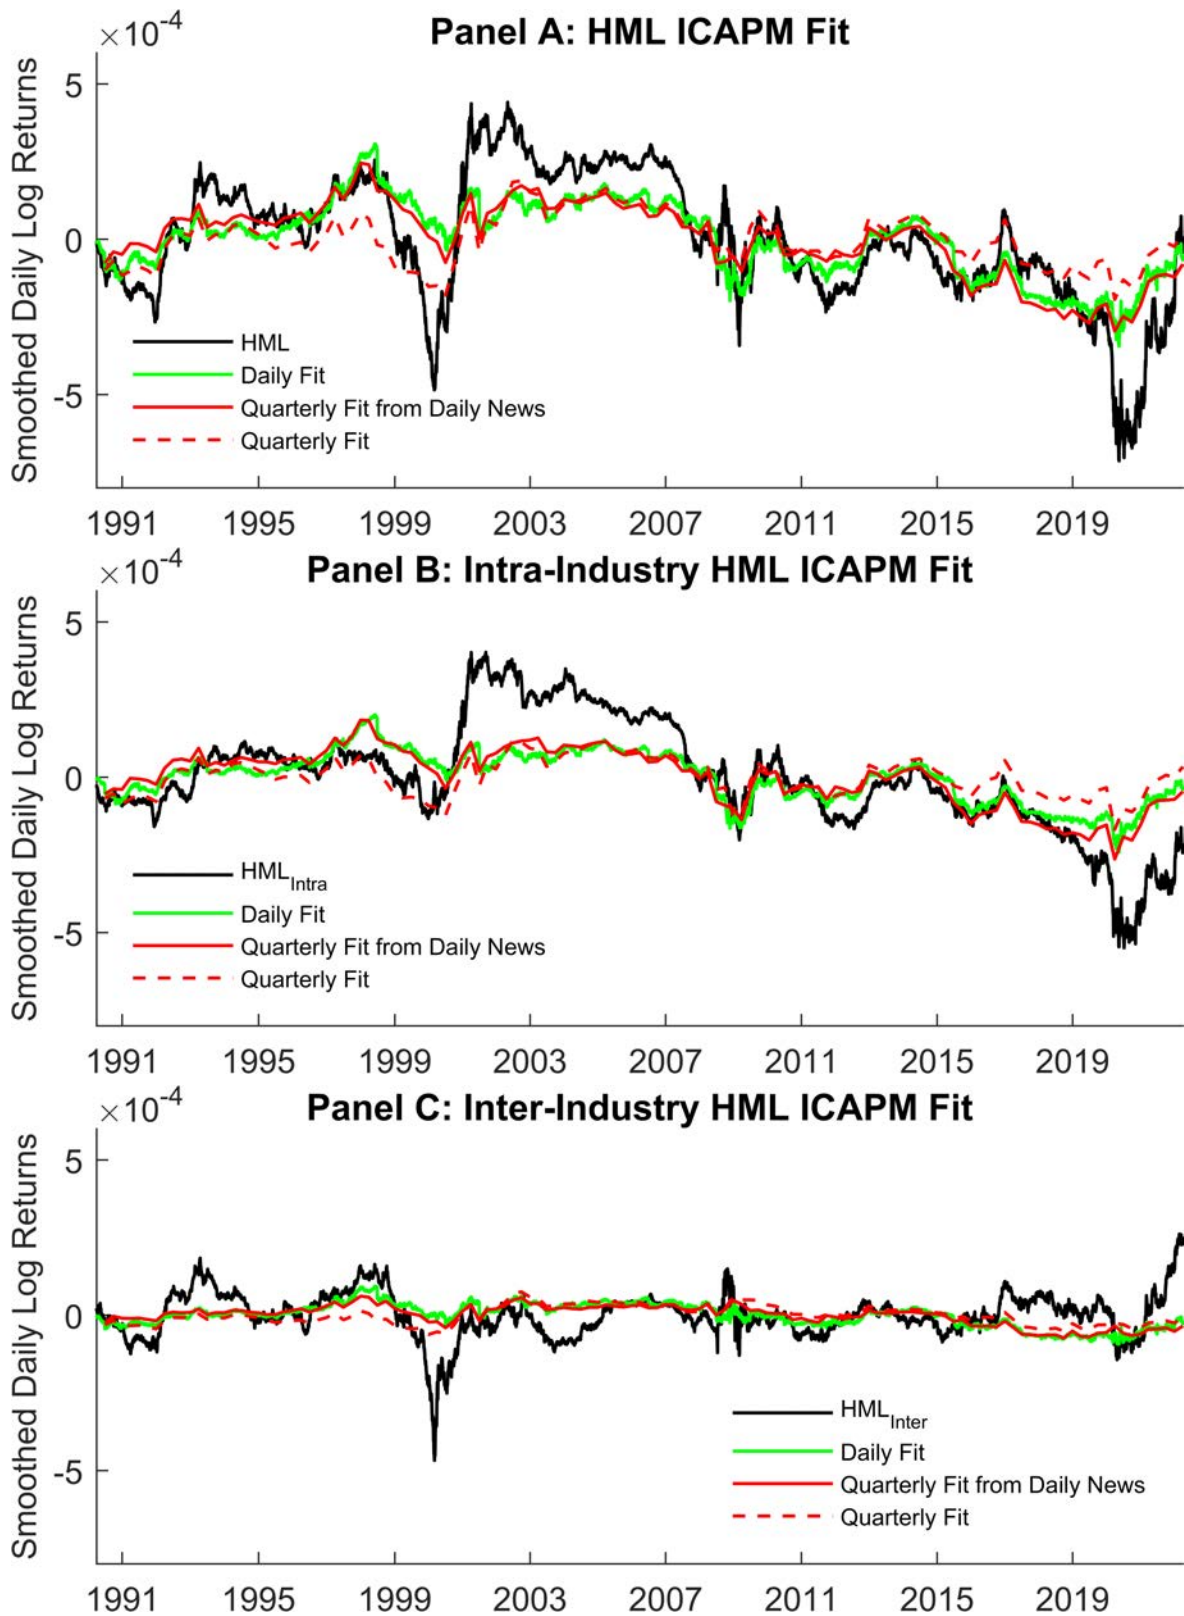 Panel A: HML ICAPM Fit
×10⁻⁴
Smoothed Daily Log Returns
5
0
-5
HML
Daily Fit
Quarterly Fit from Daily News
Quarterly Fit
1991 1995 1999 2003 2007 2011 2015 2019
Panel B: Intra-Industry HML ICAPM Fit
×10⁻⁴
Smoothed Daily Log Returns
5
0
-5
HML_Intra
Daily Fit
Quarterly Fit from Daily News
Quarterly Fit
1991 1995 1999 2003 2007 2011 2015 2019
Panel C: Inter-Industry HML ICAPM Fit
×10⁻⁴
Smoothed Daily Log Returns
5
0
-5
HML_Inter
Daily Fit
Quarterly Fit from Daily News
Quarterly Fit
1991 1995 1999 2003 2007 2011 2015 2019